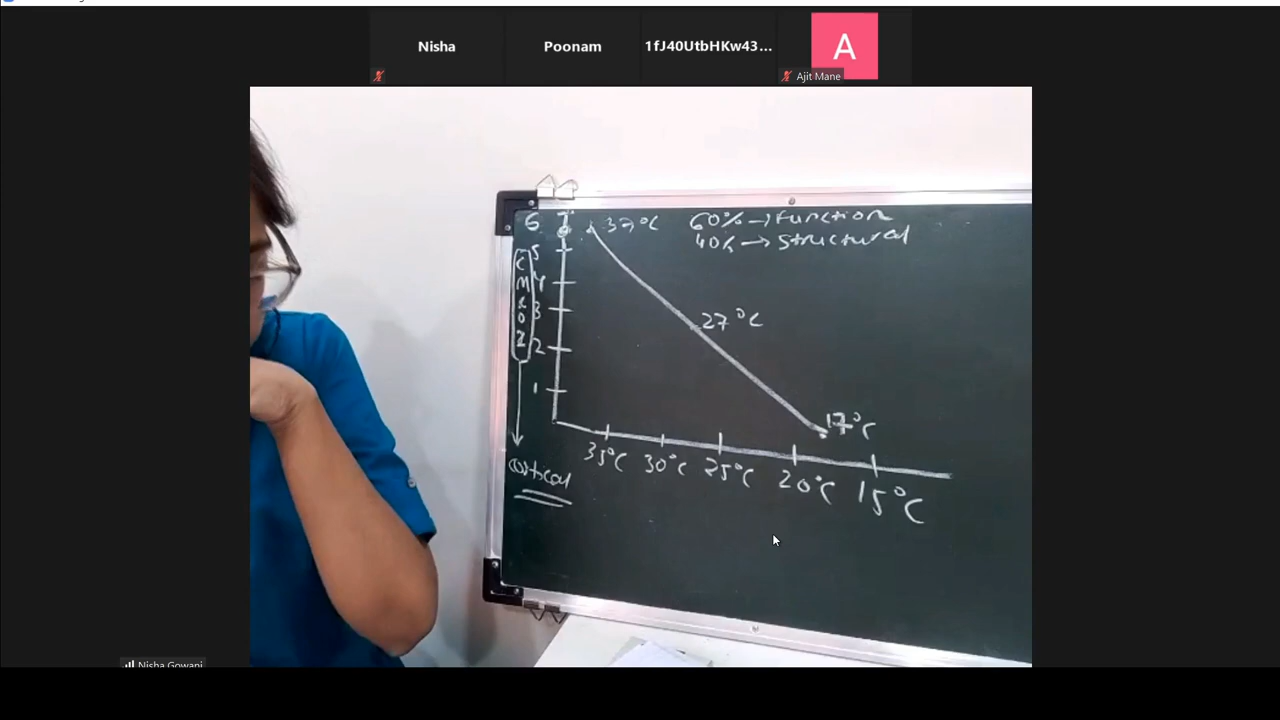 Nisha
Poonam
1fJ40UtbHKw43...
A
Ajit Mane
60% → Function
40% → Structural
37°C
27°C
17°C
6
5
4
3
2
1
CMRO2
cortical
35°C 30°C 25°C 20°C 15°C
Nisha Gowani